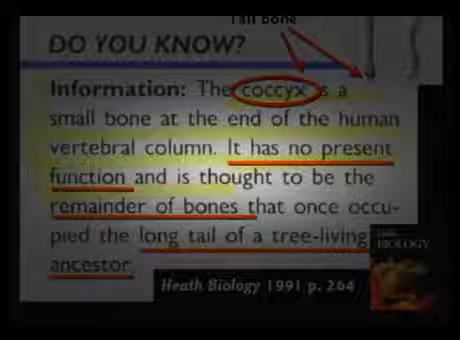 Tail bone
DO YOU KNOW?
Information: The coccyx is a
small bone at the end of the human
vertebral column. It has no present
function and is thought to be the
remainder of bones that once occu-
pied the long tail of a tree-living
ancestor
BIOLOGY
Heath Biology 1991 p. 264